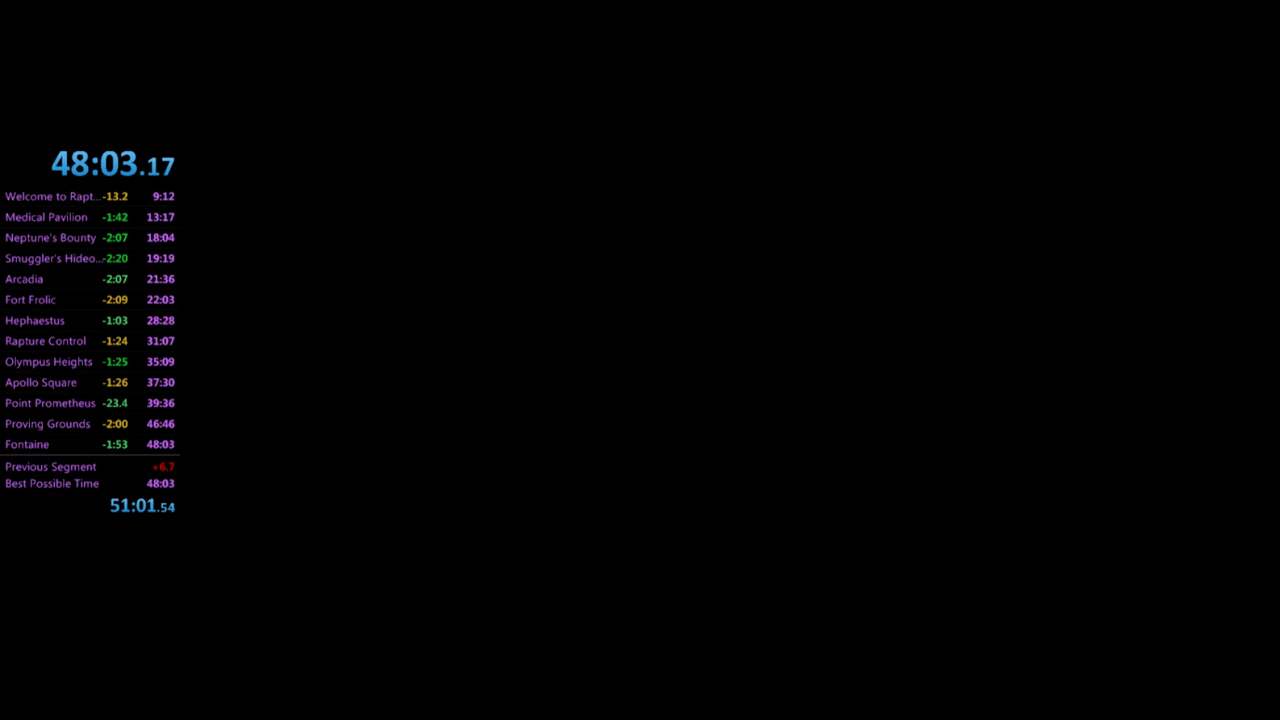 48:03.17
Welcome to Rapt... -13.2 9:12
Medical Pavilion -1:42 13:17
Neptune's Bounty -2:07 18:04
Smuggler's Hideo... -2:20 19:19
Arcadia -2:07 21:36
Fort Frolic -2:09 22:03
Hephaestus -1:03 28:28
Rapture Control -1:24 31:07
Olympus Heights -1:25 35:09
Apollo Square -1:26 37:30
Point Prometheus -23.4 39:36
Proving Grounds -2:00 46:46
Fontaine -1:53 48:03
Previous Segment +6.7
Best Possible Time 48:03
51:01.54